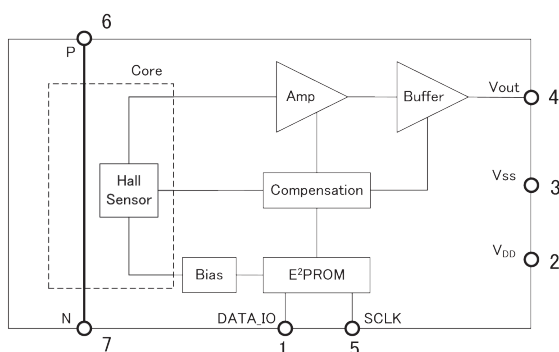 6
P
Core
Amp
Buffer
Vout
4
Hall
Sensor
Compensation
VSS
3
VDD
2
Bias
E²PROM
N
DATA_IO
SCLK
7
1
5